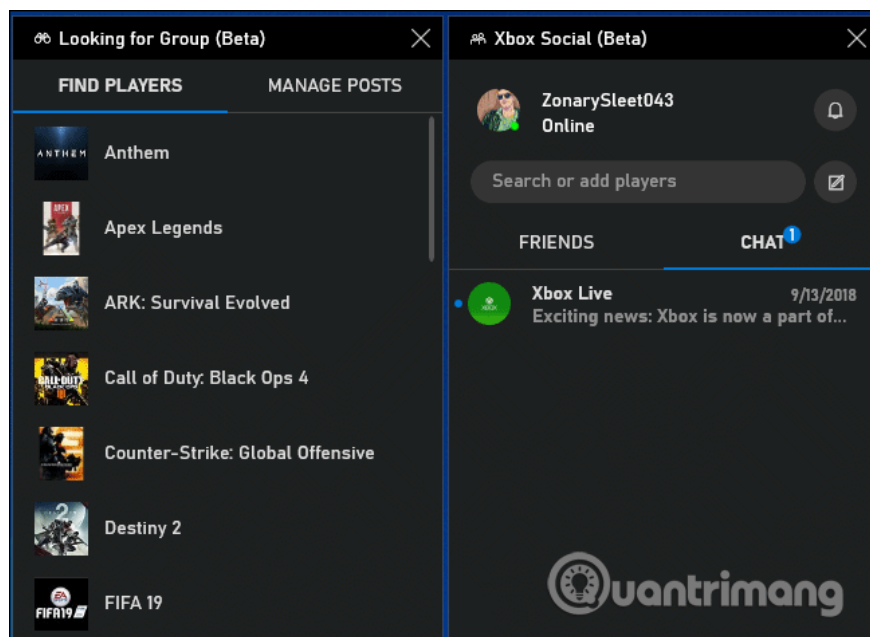 Looking for Group (Beta)
FIND PLAYERS
MANAGE POSTS
ANTHEM
Anthem
APEX
Apex Legends
ARK: Survival Evolved
CALL OF DUTY
Call of Duty: Black Ops 4
Counter-Strike: Global Offensive
2
Destiny 2
EA
FIFA19
FIFA 19
Xbox Social (Beta)
ZonarySleet043
Online
Search or add players
FRIENDS
CHAT 1
XBOX
Xbox Live
9/13/2018
Exciting news: Xbox is now a part of...
Quantrimang